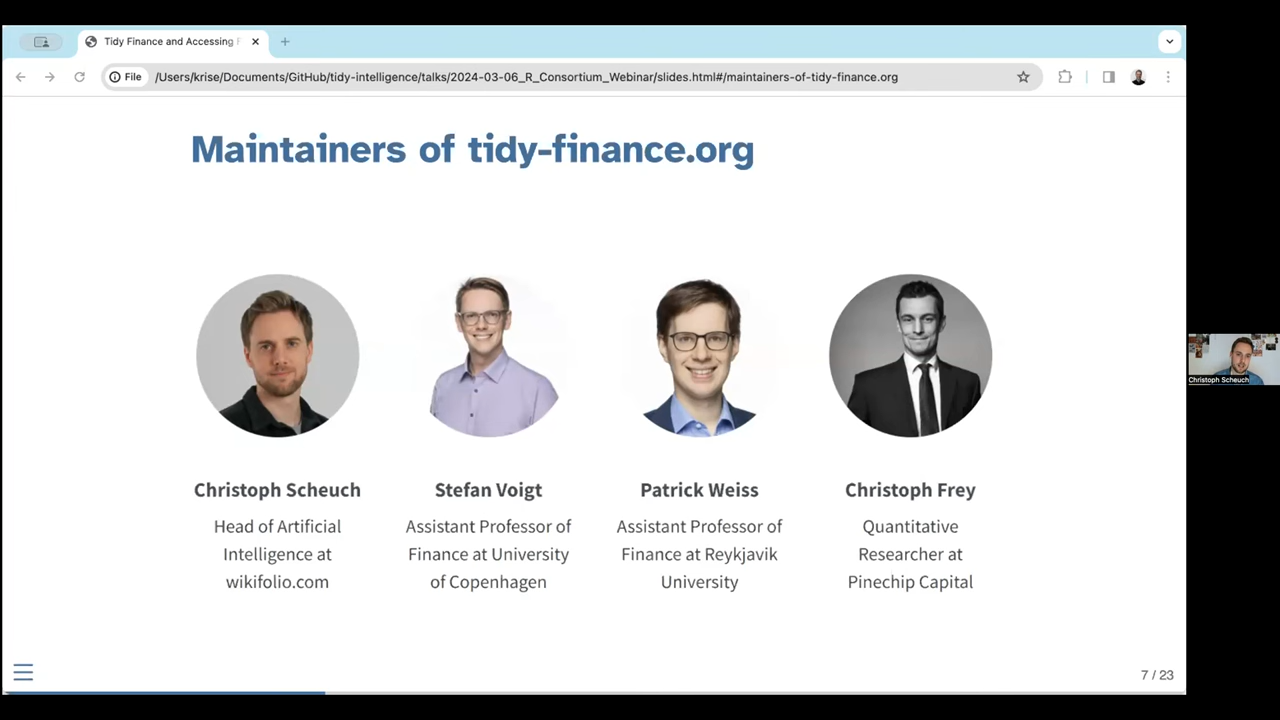 Tidy Finance and Accessing
File
/Users/krise/Documents/GitHub/tidy-intelligence/talks/2024-03-06_R_Consortium_Webinar/slides.html#/maintainers-of-tidy-finance.org
Maintainers of tidy-finance.org
Christoph Scheuch
Head of Artificial
Intelligence at
wikifolio.com
Stefan Voigt
Assistant Professor of
Finance at University
of Copenhagen
Patrick Weiss
Assistant Professor of
Finance at Reykjavik
University
Christoph Frey
Quantitative
Researcher at
Pinechip Capital
Christoph Scheuch
7 / 23